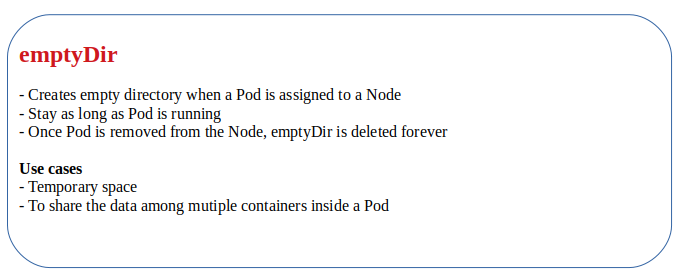 emptyDir
- Creates empty directory when a Pod is assigned to a Node
- Stay as long as Pod is running
- Once Pod is removed from the Node, emptyDir is deleted forever
Use cases
- Temporary space
- To share the data among mutiple containers inside a Pod